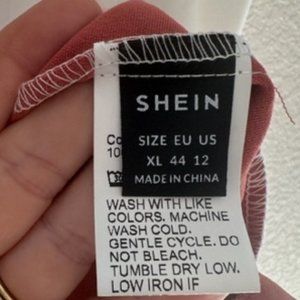 SHEIN
SIZE EU US
XL 44 12
MADE IN CHINA
WASH WITH LIKE
COLORS. MACHINE
WASH COLD.
GENTLE CYCLE. DO
NOT BLEACH.
TUMBLE DRY LOW.
LOW IRON IF